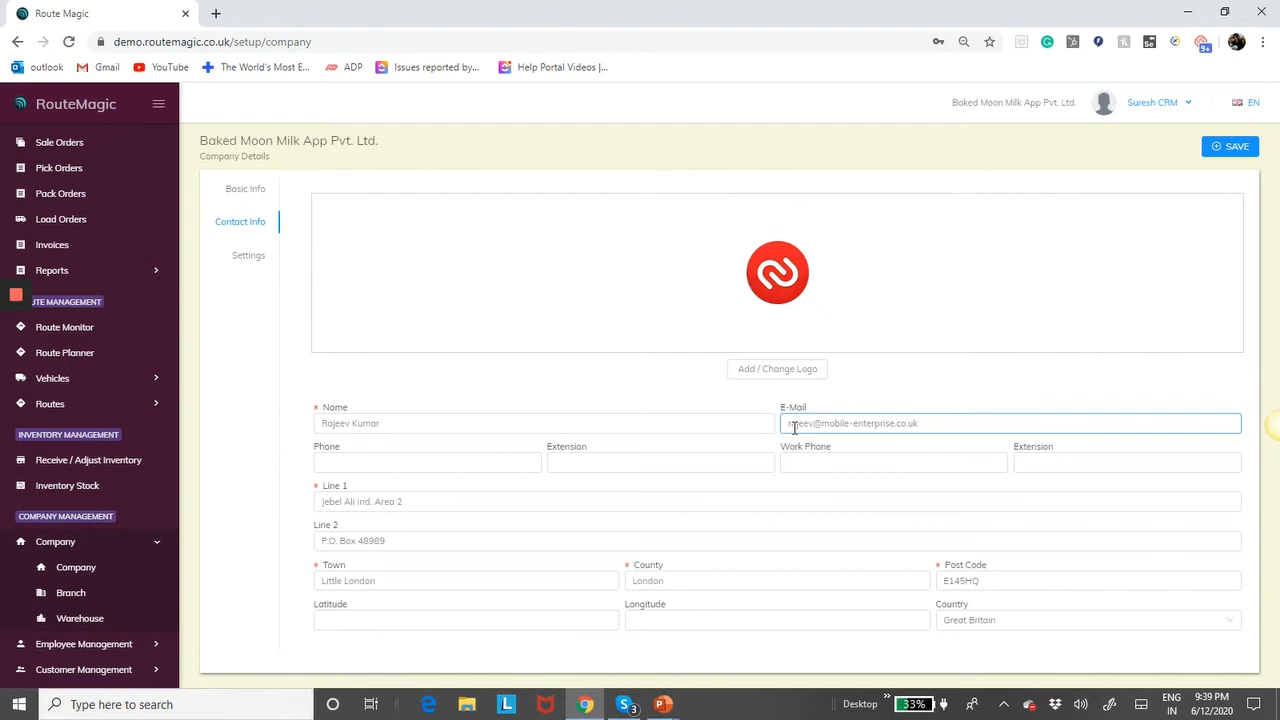 Route Magic
demo.routemagic.co.uk/setup/company
9+
outlook
Gmail
YouTube
The World's Most E...
ADP
Issues reported by...
Help Portal Videos |...
RouteMagic
Baked Moon Milk App Pvt. Ltd.
Suresh CRM
EN
Sale Orders
Pick Orders
Pack Orders
Load Orders
Invoices
Reports
UTE MANAGEMENT
Route Monitor
Route Planner
Vehicles
Routes
INVENTORY MANAGEMENT
Receive / Adjust Inventory
Inventory Stock
COMPANY MANAGEMENT
Company
Company
Branch
Warehouse
Employee Management
Customer Management
Baked Moon Milk App Pvt. Ltd.
Company Details
SAVE
Basic Info
Contact Info
Settings
Add / Change Logo
* Name
Rajeev Kumar
E-Mail
rajeev@mobile-enterprise.co.uk
Phone
Extension
Work Phone
Extension
* Line 1
Jebel Ali Ind. Area 2
Line 2
P.O. Box 48989
* Town
Little London
* County
London
* Post Code
E145HQ
Latitude
Longitude
Country
Great Britain
Type here to search
3
Desktop
33%
ENG
IN
9:39 PM
6/12/2020